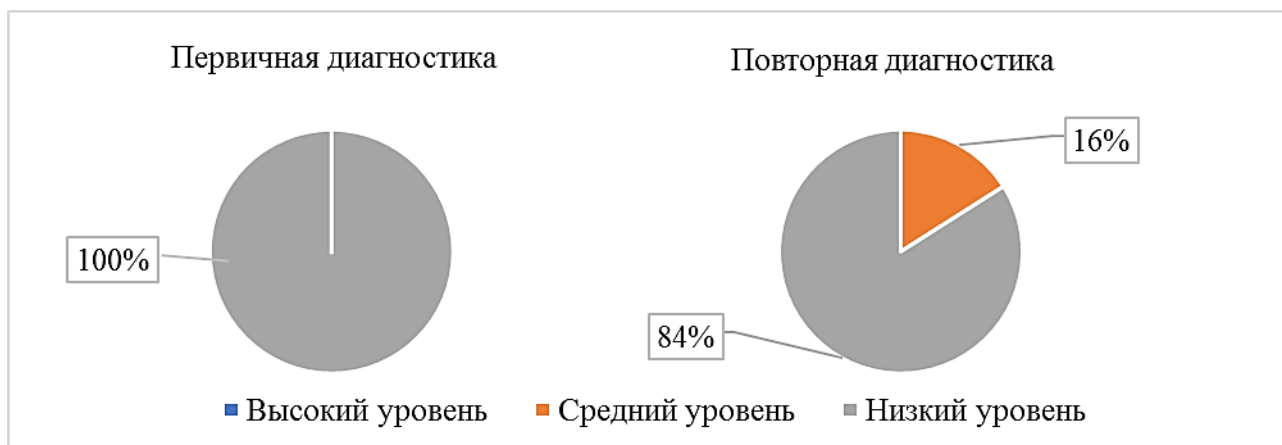 Первичная диагностика
Повторная диагностика
100%
16%
84%
Высокий уровень
Средний уровень
Низкий уровень